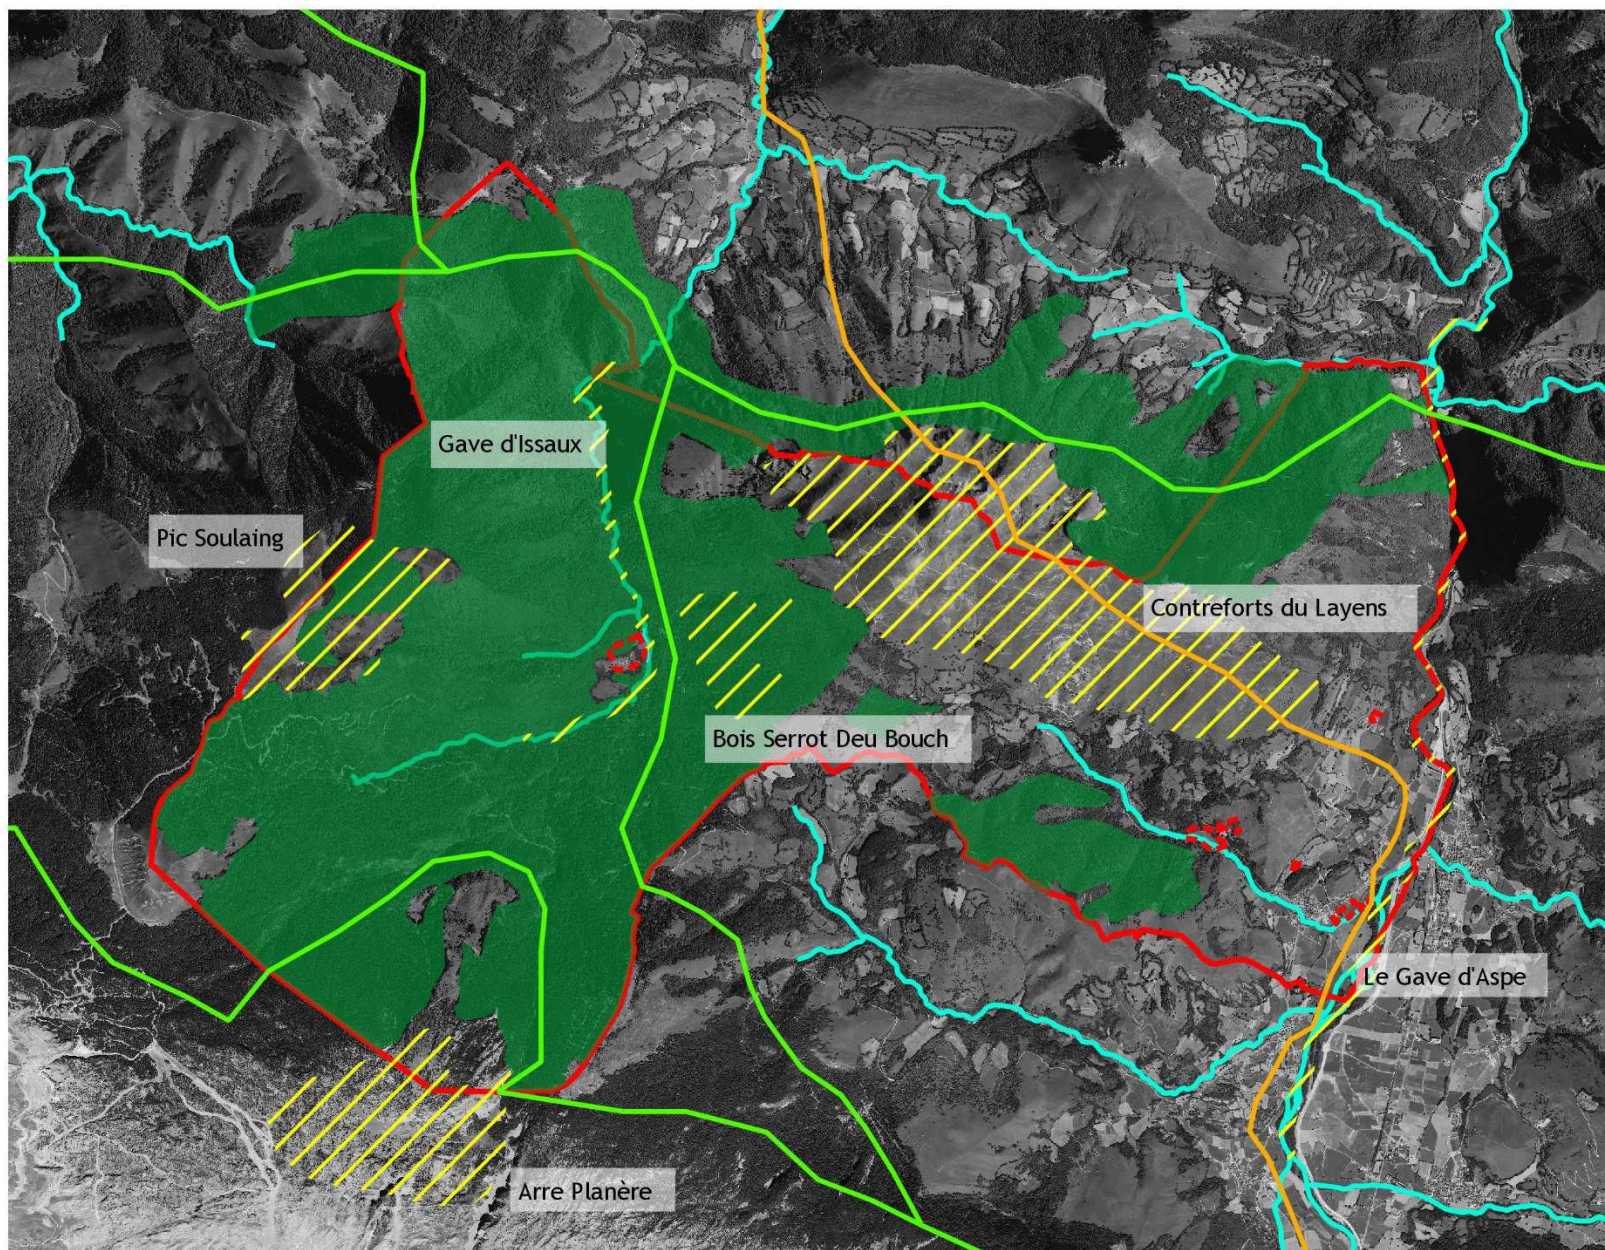 Gave d'Issaux
Pic Soulaing
Contreforts du Layens
Bois Serrot Deu Bouch
Le Gave d'Aspe
Arre Planère